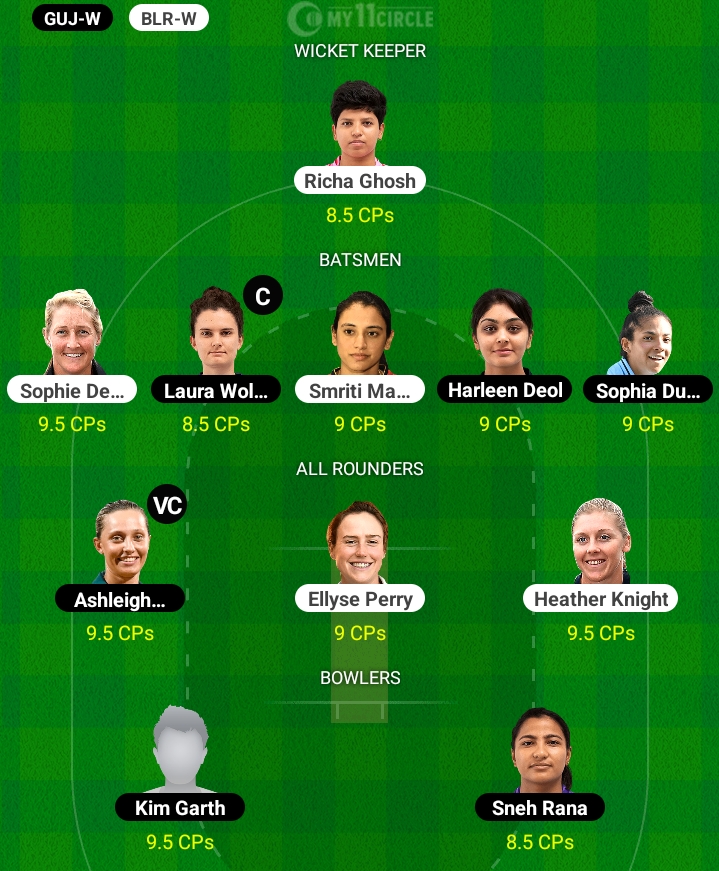 GUJ-W BLR-W MY11CIRCLE
WICKET KEEPER
Richa Ghosh
8.5 CPs
BATSMEN
C
Sophie De... Laura Wol... Smriti Ma... Harleen Deol Sophia Du...
9.5 CPs 8.5 CPs 9 CPs 9 CPs 9 CPs
ALL ROUNDERS
VC
Ashleigh... Ellyse Perry Heather Knight
9.5 CPs 9 CPs 9.5 CPs
BOWLERS
Kim Garth Sneh Rana
9.5 CPs 8.5 CPs